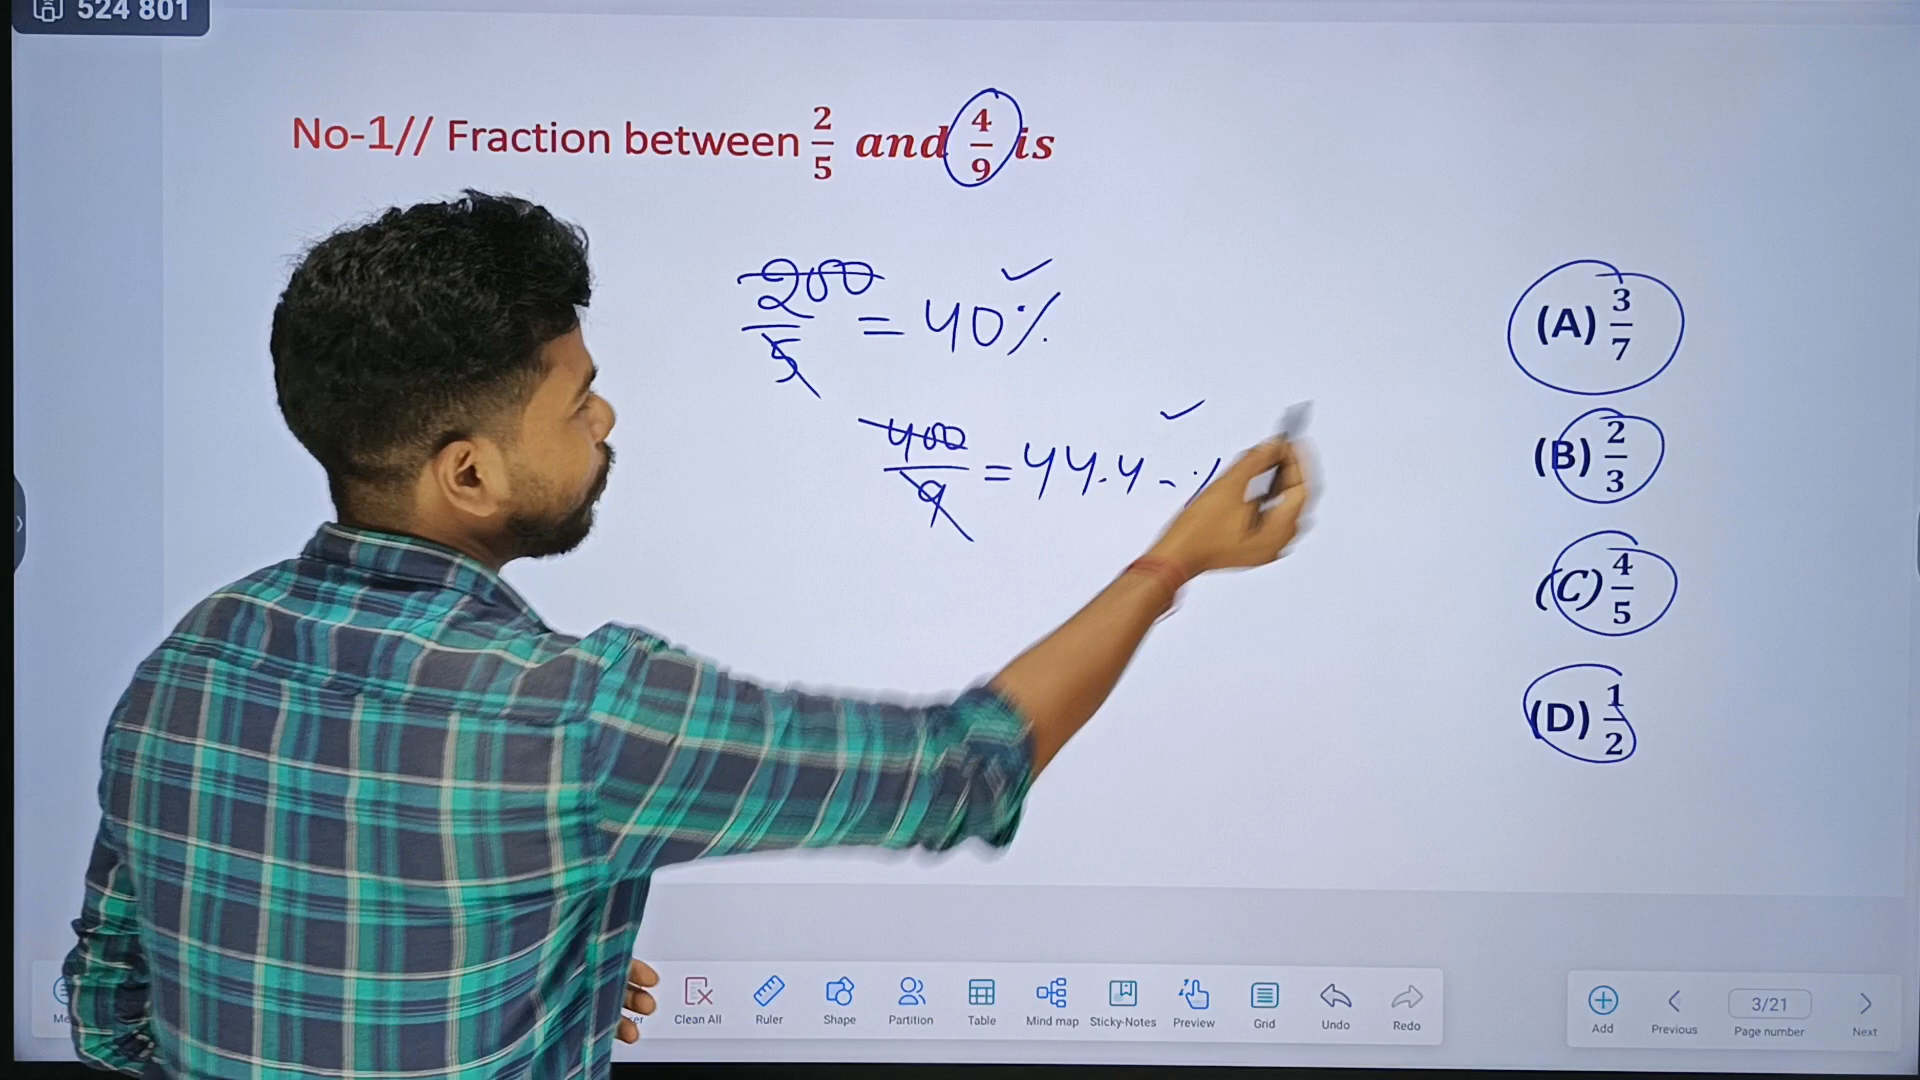 524 801
No-1// Fraction between 2/5 and 4/9 is
200/5 = 40%
400/9 = 44.4 - %
(A) 3/7
(B) 2/3
(C) 4/5
(D) 1/2
Clean All
Ruler
Shape
Partition
Table
Mind map
Sticky-Notes
Preview
Grid
Undo
Redo
Add
Previous
3/21
Page number
Next